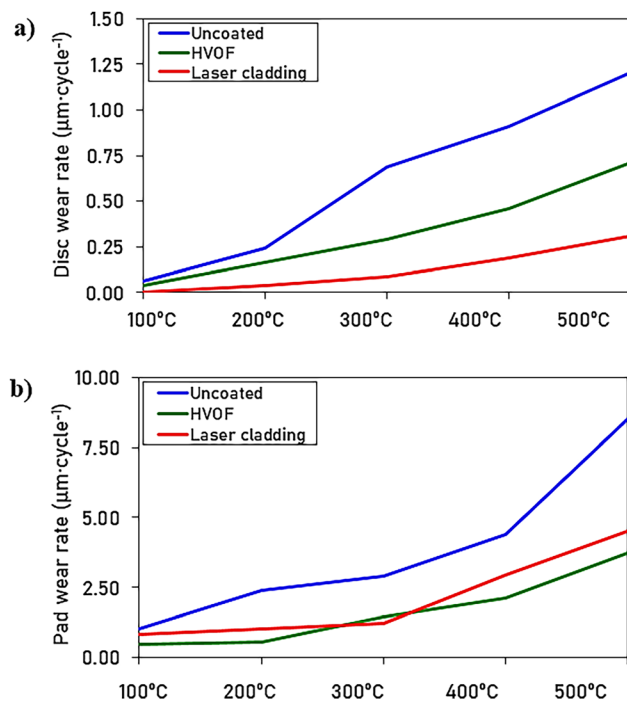 a)
Disc wear rate (µm·cycle⁻¹)
1.50
1.25
1.00
0.75
0.50
0.25
0.00
Uncoated
HVOF
Laser cladding
100°C 200°C 300°C 400°C 500°C
b)
Pad wear rate (µm·cycle⁻¹)
10.00
7.50
5.00
2.50
0.00
Uncoated
HVOF
Laser cladding
100°C 200°C 300°C 400°C 500°C